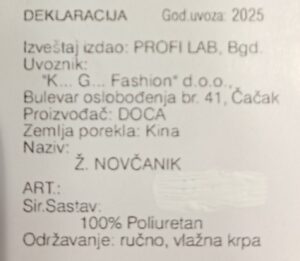 DEKLARACIJA God.uvoza: 2025
Izveštaj izdao: PROFI LAB, Bgd.
Uvoznik:
"K... G... Fashion" d.o.o.,
Bulevar oslobođenja br. 41, Čačak
Proizvođač: DOCA
Zemlja porekla: Kina
Naziv:
Ž. NOVČANIK
ART.:
Sir.Sastav:
100% Poliuretan
Održavanje: ručno, vlažna krpa